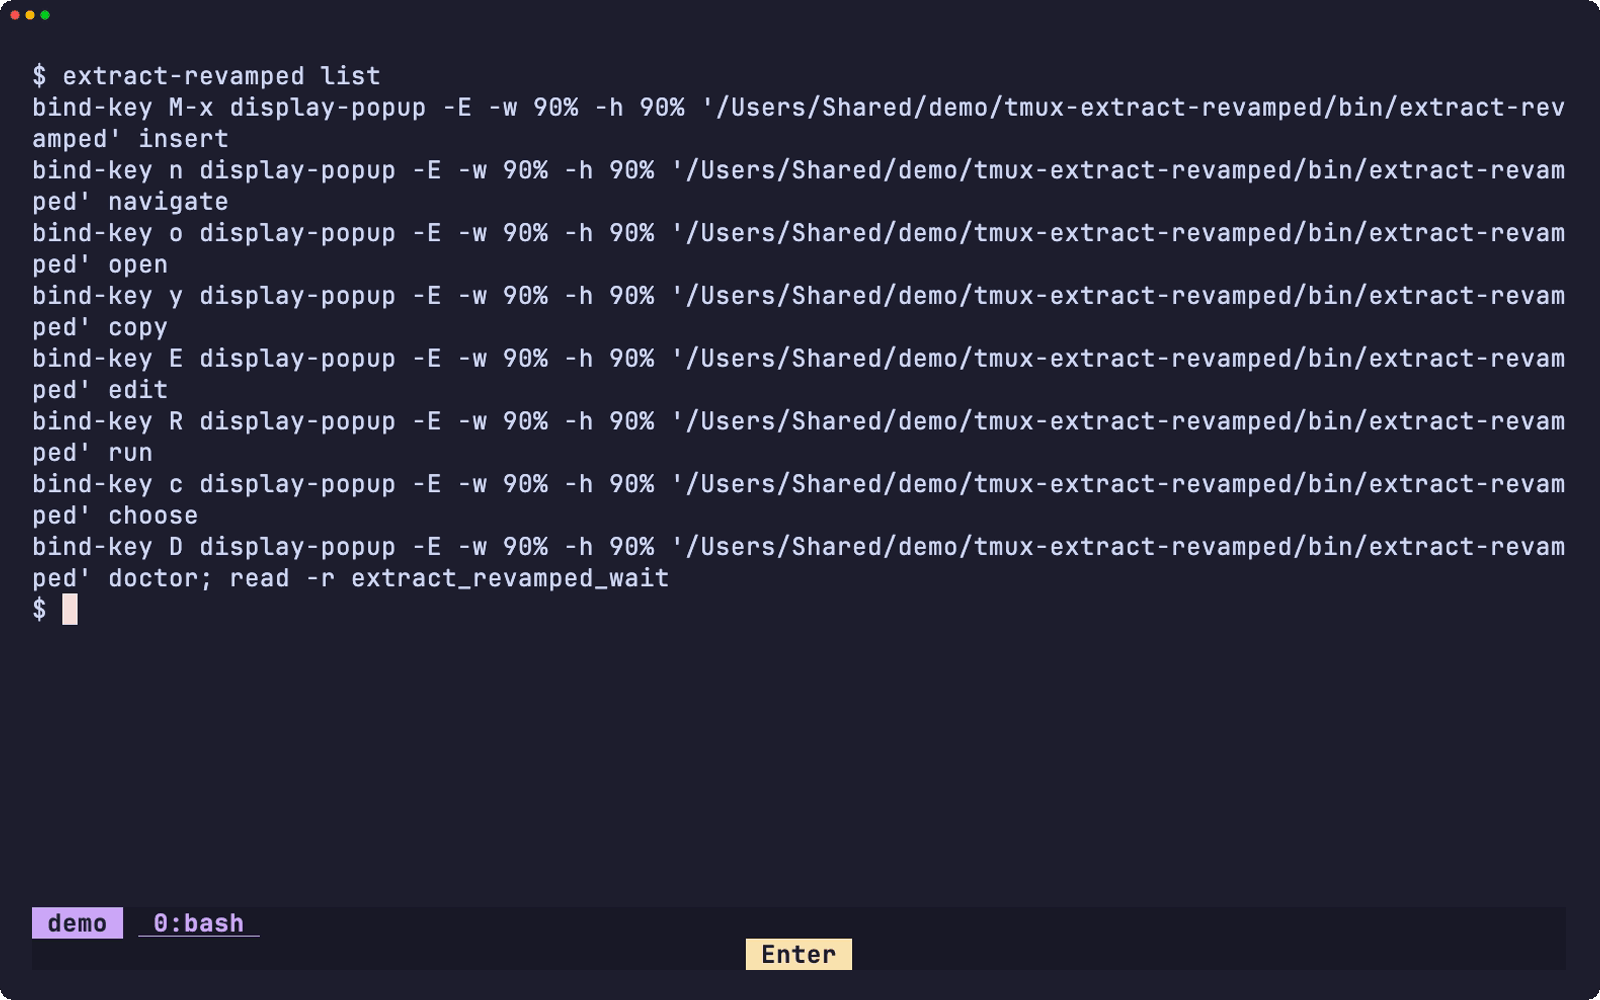 $ extract-revamped list
bind-key M-x display-popup -E -w 90% -h 90% '/Users/Shared/demo/tmux-extract-revamped/bin/extract-rev
amped' insert
bind-key n display-popup -E -w 90% -h 90% '/Users/Shared/demo/tmux-extract-revamped/bin/extract-revam
ped' navigate
bind-key o display-popup -E -w 90% -h 90% '/Users/Shared/demo/tmux-extract-revamped/bin/extract-revam
ped' open
bind-key y display-popup -E -w 90% -h 90% '/Users/Shared/demo/tmux-extract-revamped/bin/extract-revam
ped' copy
bind-key E display-popup -E -w 90% -h 90% '/Users/Shared/demo/tmux-extract-revamped/bin/extract-revam
ped' edit
bind-key R display-popup -E -w 90% -h 90% '/Users/Shared/demo/tmux-extract-revamped/bin/extract-revam
ped' run
bind-key c display-popup -E -w 90% -h 90% '/Users/Shared/demo/tmux-extract-revamped/bin/extract-revam
ped' choose
bind-key D display-popup -E -w 90% -h 90% '/Users/Shared/demo/tmux-extract-revamped/bin/extract-revam
ped' doctor; read -r extract_revamped_wait
$
demo 0:bash
Enter